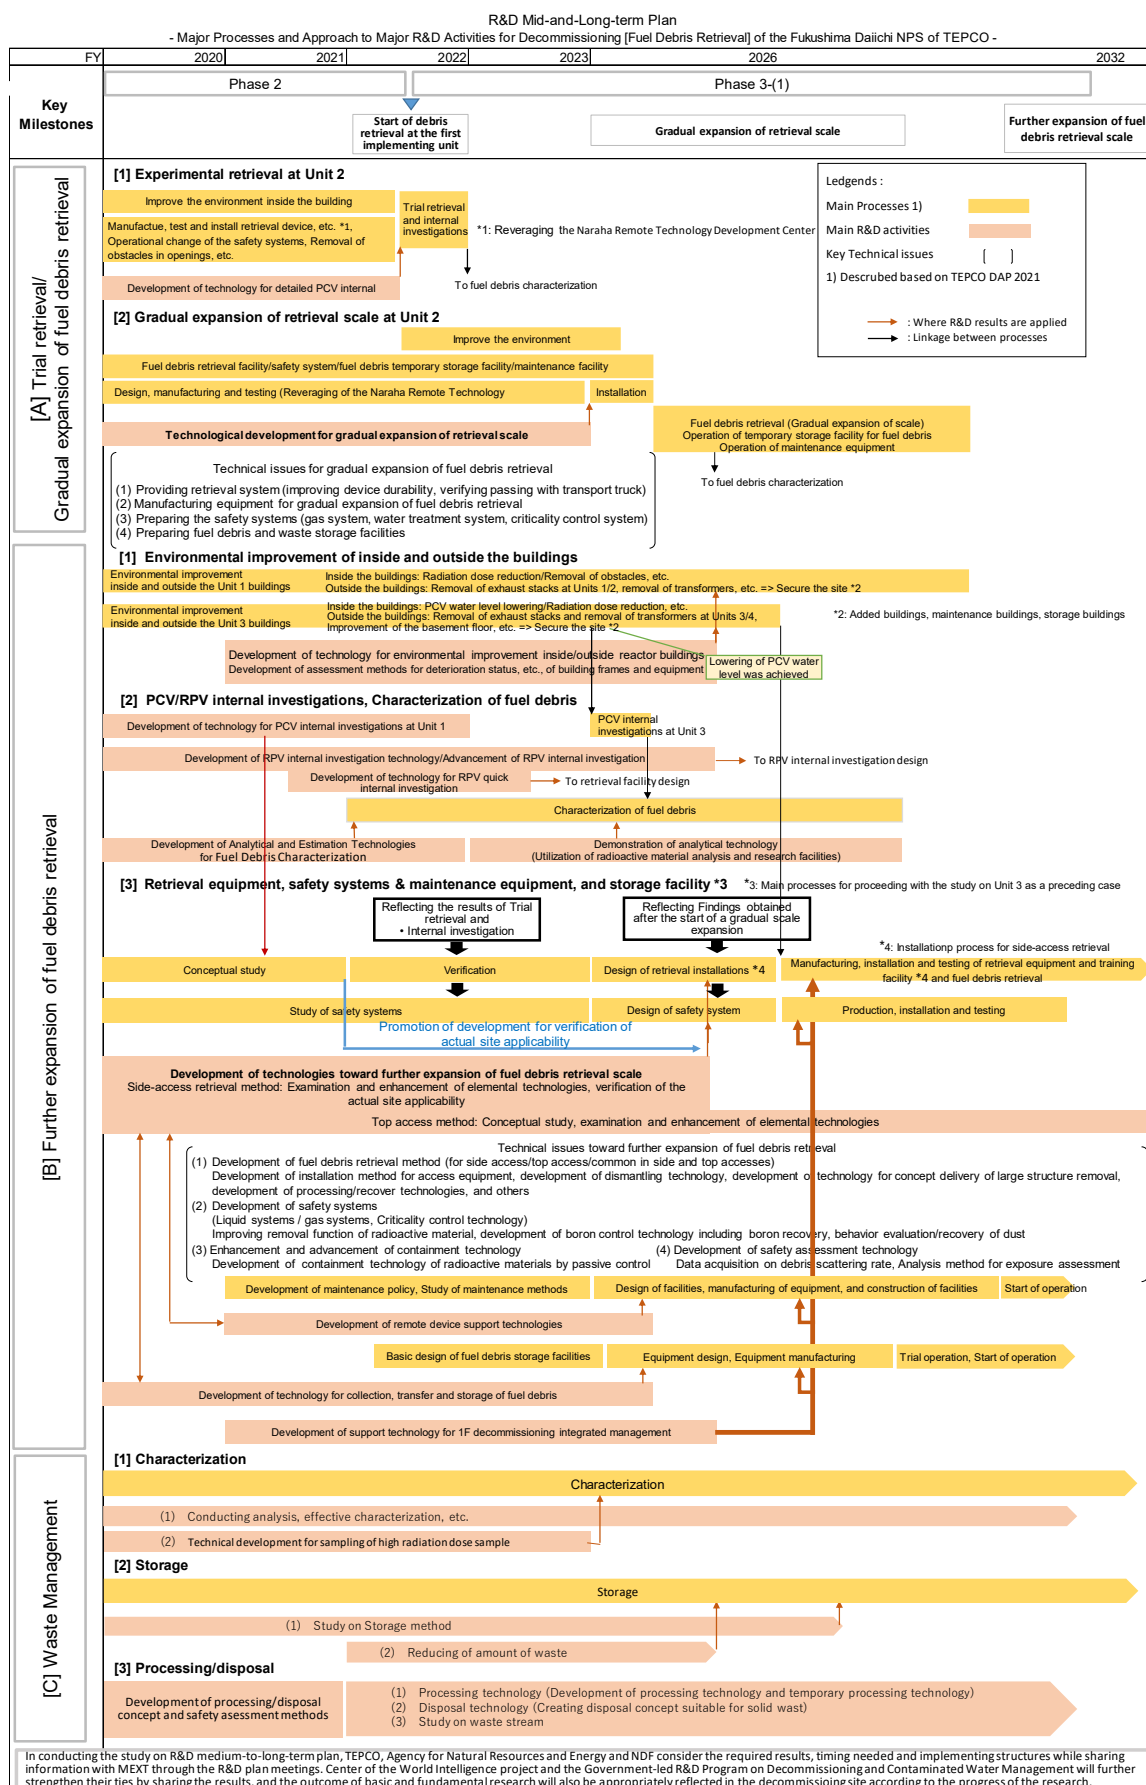 R&D Mid-and-Long-term Plan
- Major Processes and Approach to Major R&D Activities for Decommissioning [Fuel Debris Retrieval] of the Fukushima Daiichi NPS of TEPCO -
FY 2020 2021 2022 2023 2026 2032
Key
Milestones
Phase 2
Phase 3-(1)
Start of debris
retrieval at the first
implementing unit
Gradual expansion of retrieval scale
Further expansion of fuel
debris retrieval scale
[A] Trial retrieval/
Gradual expansion of fuel debris retrieval
[1] Experimental retrieval at Unit 2
Improve the environment inside the building
Manufactue, test and install retrieval device, etc. *1,
Operational change of the safety systems, Removal of
obstacles in openings, etc.
Trial retrieval
and internal
investigations
*1: Reveraging the Naraha Remote Technology Development Center
Development of technology for detailed PCV internal
To fuel debris characterization
Ledgends :
Main Processes 1)
Main R&D activities
Key Technical issues ( )
1) Descrubed based on TEPCO DAP 2021
: Where R&D results are applied
: Linkage between processes
[2] Gradual expansion of retrieval scale at Unit 2
Improve the environment
Fuel debris retrieval facility/safety system/fuel debris temporary storage facility/maintenance facility
Design, manufacturing and testing (Reveraging of the Naraha Remote Technology
Installation
Technological development for gradual expansion of retrieval scale
Fuel debris retrieval (Gradual expansion of scale)
Operation of temporary storage facility for fuel debris
Operation of maintenance equipment
To fuel debris characterization
Technical issues for gradual expansion of fuel debris retrieval
(1) Providing retrieval system (improving device durability, verifying passing with transport truck)
(2) Manufacturing equipment for gradual expansion of fuel debris retrieval
(3) Preparing the safety systems (gas system, water treatment system, criticality control system)
(4) Preparing fuel debris and waste storage facilities
[B] Further expansion of fuel debris retrieval
[1] Environmental improvement of inside and outside the buildings
Environmental improvement
inside and outside the Unit 1 buildings
Inside the buildings: Radiation dose reduction/Removal of obstacles, etc.
Outside the buildings: Removal of exhaust stacks at Units 1/2, removal of transformers, etc. => Secure the site *2
Environmental improvement
inside and outside the Unit 3 buildings
Inside the buildings: PCV water level lowering/Radiation dose reduction, etc.
Outside the buildings: Removal of exhaust stacks and removal of transformers at Units 3/4,
Improvement of the basement floor, etc. => Secure the site *2
*2: Added buildings, maintenance buildings, storage buildings
Development of technology for environmental improvement inside/outside reactor buildings
Development of assessment methods for deterioration status, etc., of building frames and equipment
Lowering of PCV water
level was achieved
[2] PCV/RPV internal investigations, Characterization of fuel debris
Development of technology for PCV internal investigations at Unit 1
PCV internal
investigations at Unit 3
Development of RPV internal investigation technology/Advancement of RPV internal investigation
To RPV internal investigation design
Development of technology for RPV quick
internal investigation
To retrieval facility design
Characterization of fuel debris
Development of Analytical and Estimation Technologies
for Fuel Debris Characterization
Demonstration of analytical technology
(Utilization of radioactive material analysis and research facilities)
[3] Retrieval equipment, safety systems & maintenance equipment, and storage facility *3
*3: Main processes for proceeding with the study on Unit 3 as a preceding case
Reflecting the results of Trial
retrieval and
• Internal investigation
Reflecting Findings obtained
after the start of a gradual scale
expansion
*4: Installationp process for side-access retrieval
Conceptual study
Verification
Design of retrieval installations *4
Manufacturing, installation and testing of retrieval equipment and training
facility *4 and fuel debris retrieval
Study of safety systems
Design of safety system
Production, installation and testing
Promotion of development for verification of
actual site applicability
Development of technologies toward further expansion of fuel debris retrieval scale
Side-access retrieval method: Examination and enhancement of elemental technologies, verification of the
actual site applicability
Top access method: Conceptual study, examination and enhancement of elemental technologies
Technical issues toward further expansion of fuel debris retrieval
(1) Development of fuel debris retrieval method (for side access/top access/common in side and top accesses)
Development of installation method for access equipment, development of dismantling technology, development of technology for concept delivery of large structure removal,
development of processing/recover technologies, and others
(2) Development of safety systems
(Liquid systems / gas systems, Criticality control technology)
Improving removal function of radioactive material, development of boron control technology including boron recovery, behavior evaluation/recovery of dust
(3) Enhancement and advancement of containment technology
Development of containment technology of radioactive materials by passive control
(4) Development of safety assessment technology
Data acquisition on debris scattering rate, Analysis method for exposure assessment
Development of maintenance policy, Study of maintenance methods
Design of facilities, manufacturing of equipment, and construction of facilities
Start of operation
Development of remote device support technologies
Basic design of fuel debris storage facilities
Equipment design, Equipment manufacturing
Trial operation, Start of operation
Development of technology for collection, transfer and storage of fuel debris
Development of support technology for 1F decommissioning integrated management
[C] Waste Management
[1] Characterization
Characterization
(1) Conducting analysis, effective characterization, etc.
(2) Technical development for sampling of high radiation dose sample
[2] Storage
Storage
(1) Study on Storage method
(2) Reducing of amount of waste
[3] Processing/disposal
Development of processing/disposal
concept and safety asessment methods
(1) Processing technology (Development of processing technology and temporary processing technology)
(2) Disposal technology (Creating disposal concept suitable for solid wast)
(3) Study on waste stream
In conducting the study on R&D medium-to-long-term plan, TEPCO, Agency for Natural Resources and Energy and NDF consider the required results, timing needed and implementing structures while sharing
information with MEXT through the R&D plan meetings. Center of the World Intelligence project and the Government-led R&D Program on Decommissioning and Contaminated Water Management will further
strengthen their ties by sharing the results, and the outcome of basic and fundamental research will also be appropriately reflected in the decommissioning site according to the progress of the research.